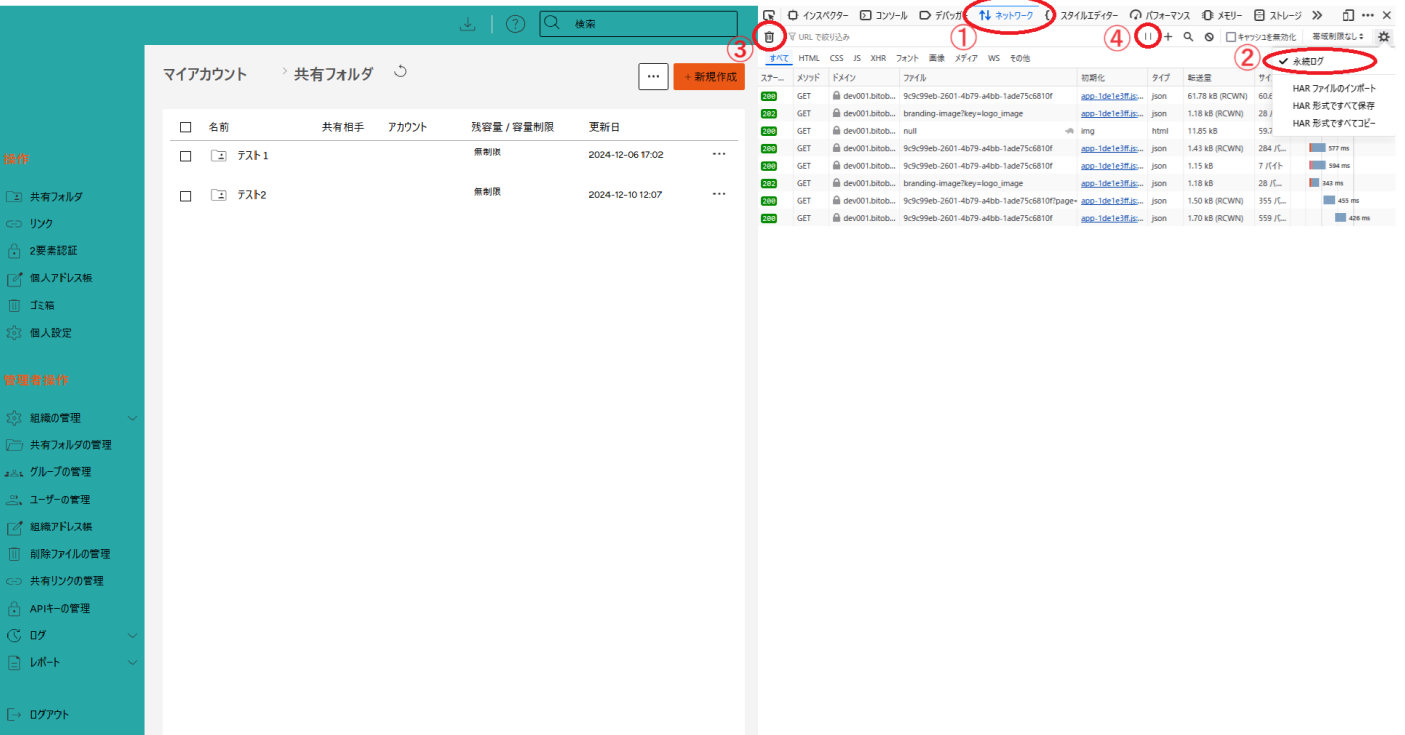 検索
操作
共有フォルダ
リンク
2要素認証
個人アドレス帳
ゴミ箱
個人設定
管理者操作
組織の管理
共有フォルダの管理
グループの管理
ユーザーの管理
組織アドレス帳
削除ファイルの管理
共有リンクの管理
APIキーの管理
ログ
レポート
ログアウト
マイアカウント > 共有フォルダ
... +新規作成
名前 共有相手 アカウント 残容量 / 容量制限 更新日
テスト1 無制限 2024-12-06 17:02 ...
テスト2 無制限 2024-12-10 12:07 ...
インスペクター コンソール デバッガー ネットワーク {} スタイルエディター パフォーマンス メモリー ストレージ
① ② ③ ④
URL で絞り込み キャッシュを無効化 帯域制限なし
すべて HTML CSS JS XHR フォント 画像 メディア WS その他
永続ログ
HAR ファイルのインポート
HAR 形式ですべて保存
HAR 形式ですべてコピー
ステー... メソッド ドメイン ファイル 初期化 タイプ 転送量 サイ
200 GET dev001.bitob... 9c9c99eb-2601-4b79-a4bb-1ade75c6810f app-1de1e3ff.js:... json 61.78 kB (RCWN) 60.6
202 GET dev001.bitob... branding-image?key=logo_image app-1de1e3ff.js:... json 1.18 kB (RCWN) 28
200 GET dev001.bitob... null img html 11.85 kB 59.7
200 GET dev001.bitob... 9c9c99eb-2601-4b79-a4bb-1ade75c6810f app-1de1e3ff.js:... json 1.43 kB (RCWN) 284 バ... 577 ms
200 GET dev001.bitob... 9c9c99eb-2601-4b79-a4bb-1ade75c6810f app-1de1e3ff.js:... json 1.15 kB 7 バイト 594 ms
202 GET dev001.bitob... branding-image?key=logo_image app-1de1e3ff.js:... json 1.18 kB 28 バ... 343 ms
200 GET dev001.bitob... 9c9c99eb-2601-4b79-a4bb-1ade75c6810f?page= app-1de1e3ff.js:... json 1.50 kB (RCWN) 355 バ... 455 ms
200 GET dev001.bitob... 9c9c99eb-2601-4b79-a4bb-1ade75c6810f app-1de1e3ff.js:... json 1.70 kB (RCWN) 559 バ... 426 ms